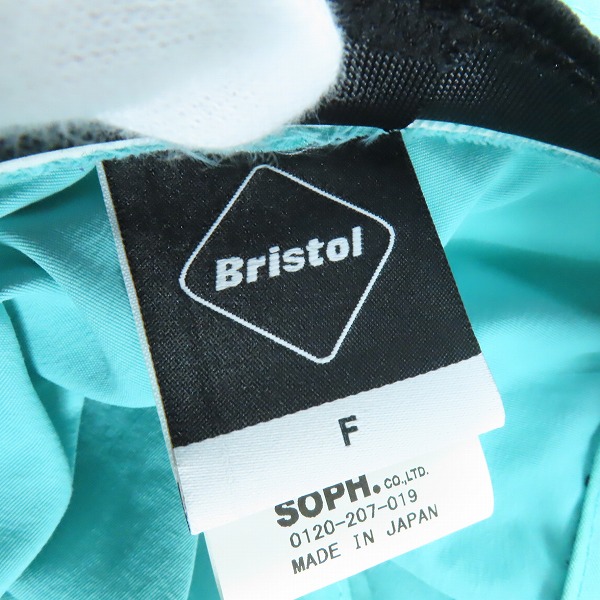 Bristol
F
SOPH. CO.,LTD.
0120-207-019
MADE IN JAPAN